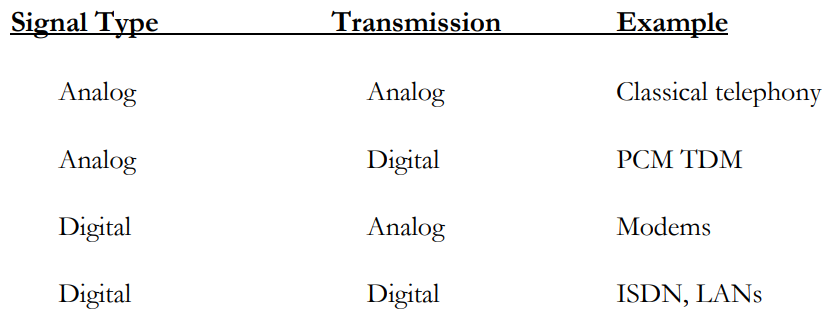 Signal Type Transmission Example
Analog Analog Classical telephony
Analog Digital PCM TDM
Digital Analog Modems
Digital Digital ISDN, LANs